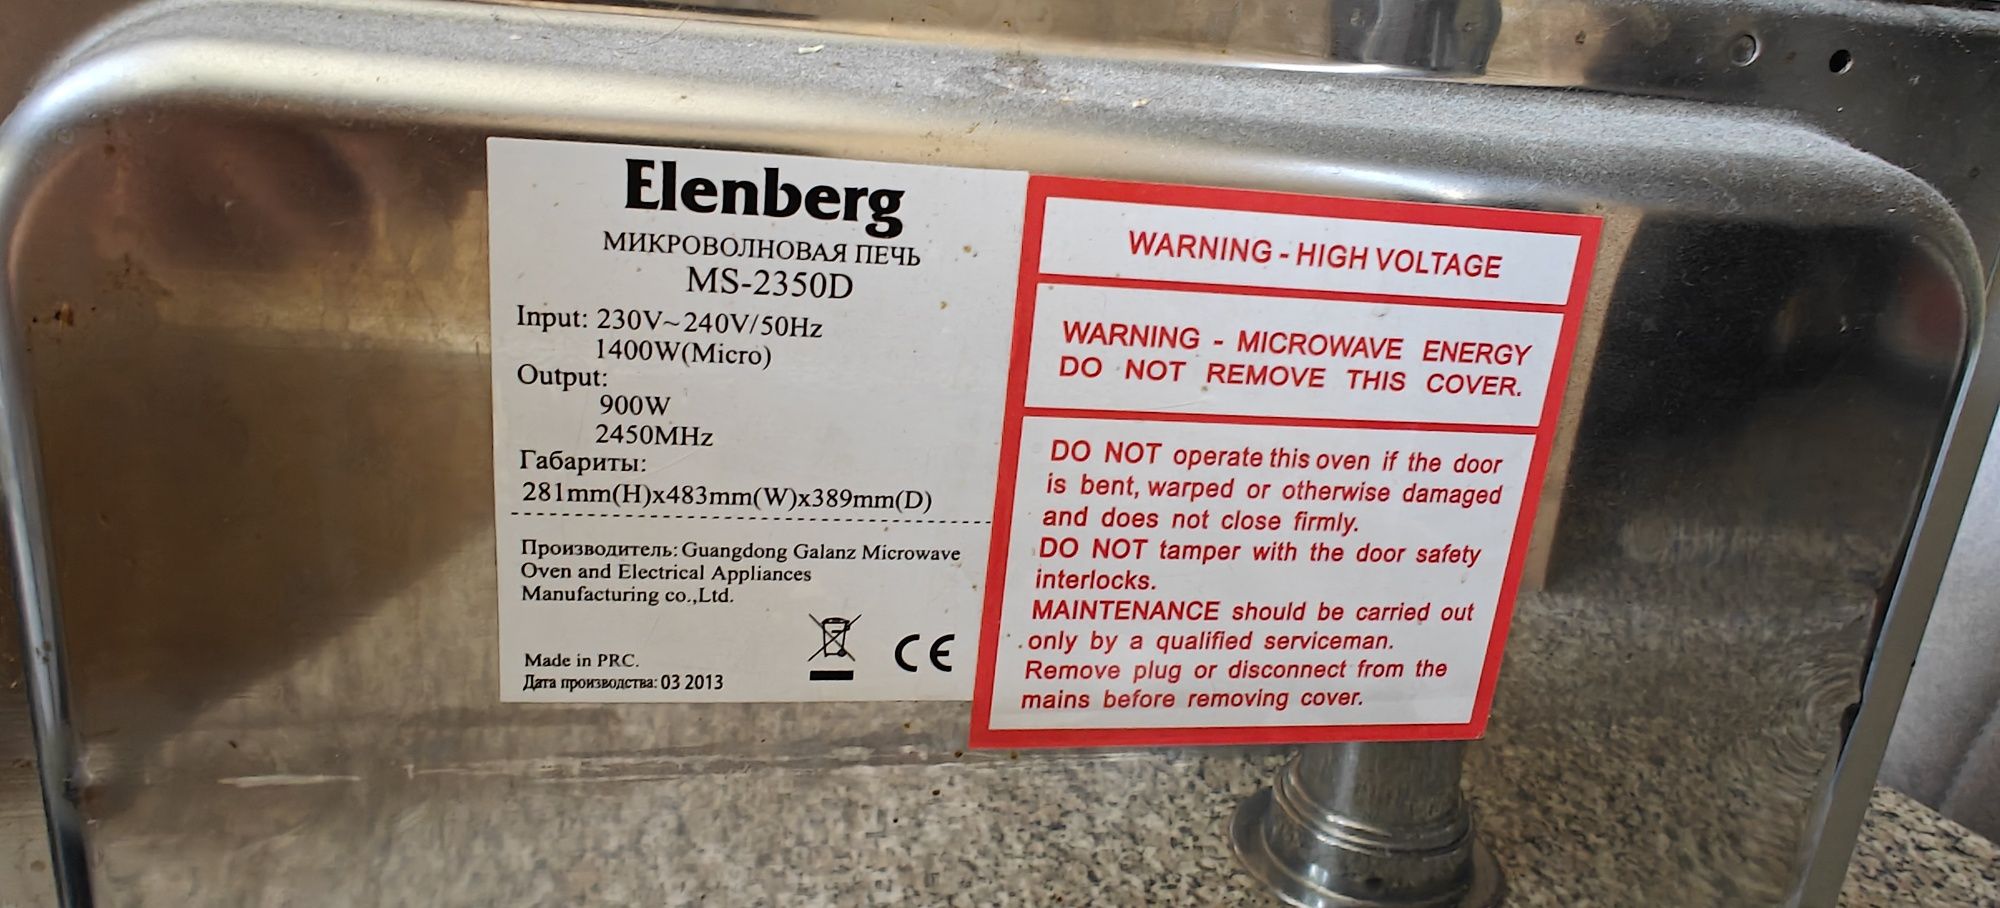 Elenberg
МИКРОВОЛНОВАЯ ПЕЧЬ
MS-2350D
Input: 230V~240V/50Hz
1400W(Micro)
Output:
900W
2450MHz
Габариты:
281mm(H)x483mm(W)x389mm(D)
Производитель: Guangdong Galanz Microwave
Oven and Electrical Appliances
Manufacturing co.,Ltd.
Made in PRC.
Дата производства: 03 2013
CE
WARNING - HIGH VOLTAGE
WARNING - MICROWAVE ENERGY
DO NOT REMOVE THIS COVER.
DO NOT operate this oven if the door
is bent, warped or otherwise damaged
and does not close firmly.
DO NOT tamper with the door safety
interlocks.
MAINTENANCE should be carried out
only by a qualified serviceman.
Remove plug or disconnect from the
mains before removing cover.